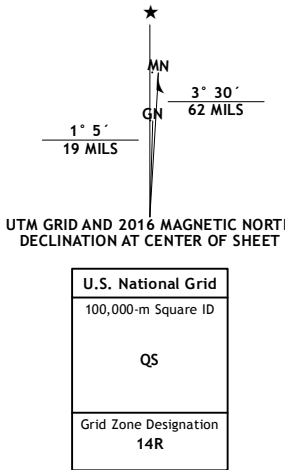 MN
3° 30´
62 MILS
GN
1° 5´
19 MILS
UTM GRID AND 2016 MAGNETIC NORT
DECLINATION AT CENTER OF SHEET
U.S. National Grid
100,000-m Square ID
QS
Grid Zone Designation
14R